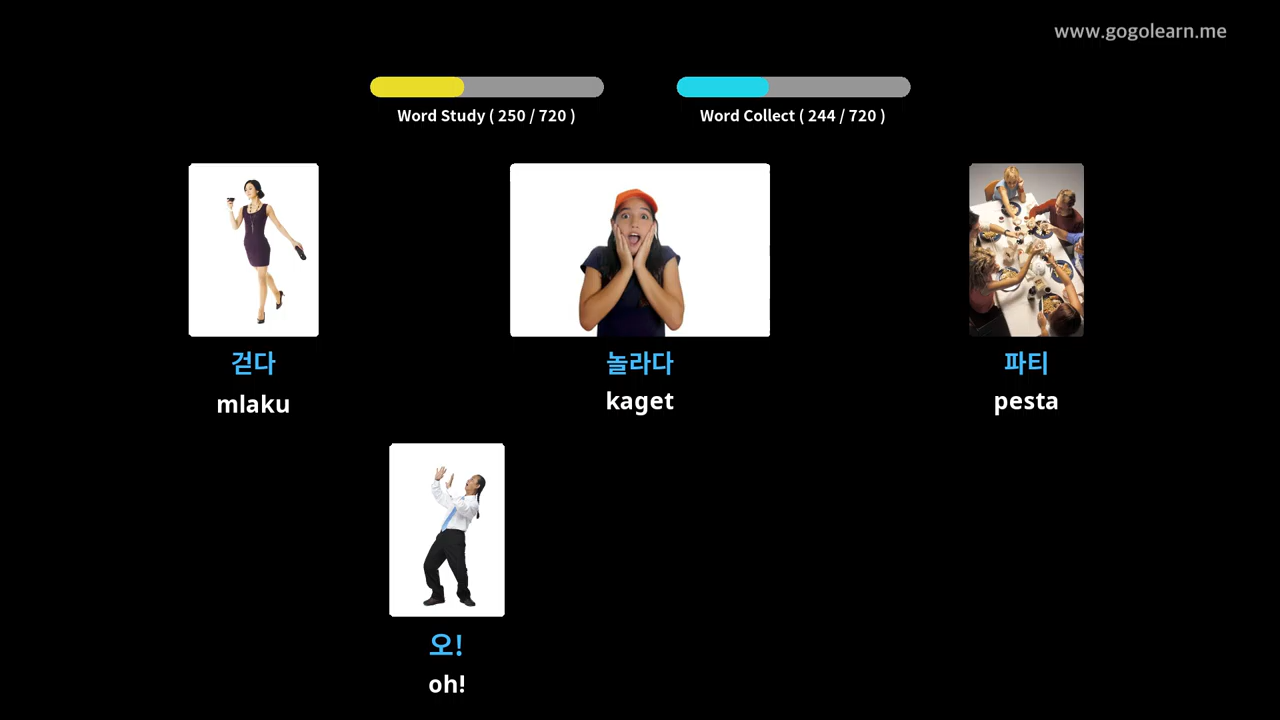 www.gogolearn.me
Word Study ( 250 / 720 )
Word Collect ( 244 / 720 )
걷다
mlaku
놀라다
kaget
파티
pesta
오!
oh!